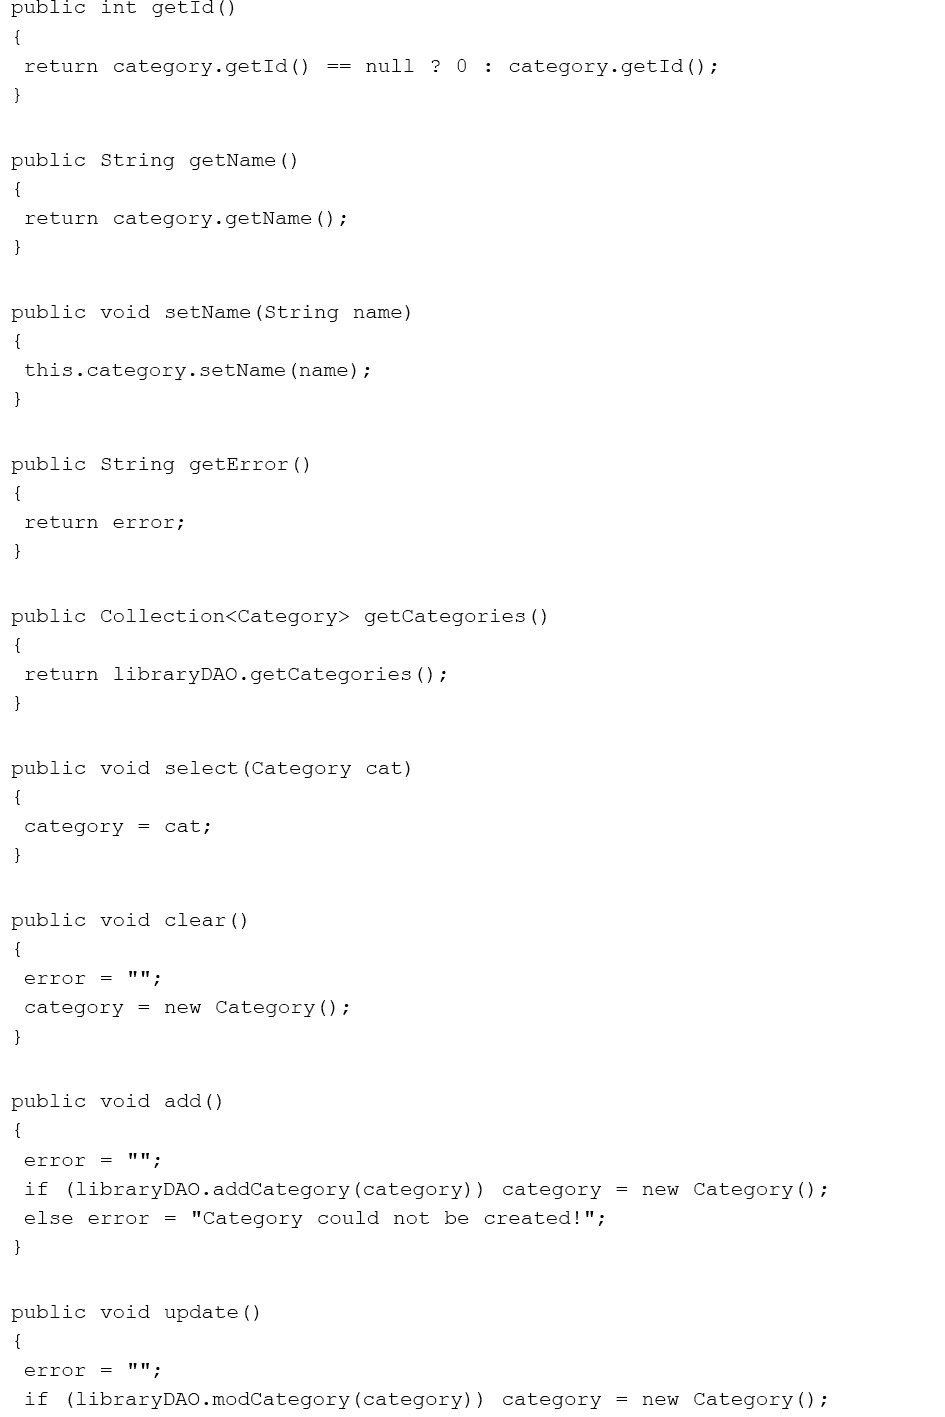 public int getId()
{
return category.getId() == null ? 0 : category.getId();
}
public String getName()
{
return category.getName();
}
public void setName(String name)
{
this.category.setName(name);
}
public String getError()
{
return error;
}
public Collection<Category> getCategories()
{
return libraryDAO.getCategories();
}
public void select(Category cat)
{
category = cat;
}
public void clear()
{
error = "";
category = new Category();
}
public void add()
{
error = "";
if (libraryDAO.addCategory(category)) category = new Category();
else error = "Category could not be created!";
}
public void update()
{
error = "";
if (libraryDAO.modCategory(category)) category = new Category();